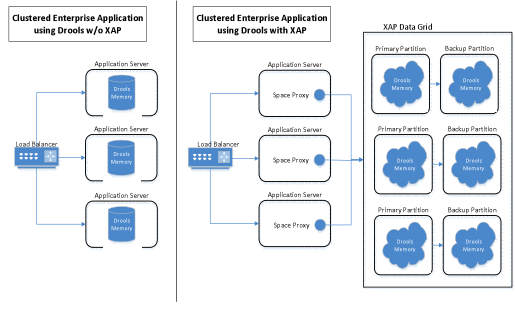 Clustered Enterprise Application
using Drools w/o XAP
Application Server
Drools
Memory
Load Balancer
Application Server
Drools
Memory
Application Server
Drools
Memory
Clustered Enterprise Application
using Drools with XAP
Load Balancer
Application Server
Space Proxy
Application Server
Space Proxy
Application Server
Space Proxy
XAP Data Grid
Primary Partition
Backup Partition
Drools
Memory
Drools
Memory
Primary Partition
Backup Partition
Drools
Memory
Drools
Memory
Primary Partition
Backup Partition
Drools
Memory
Drools
Memory